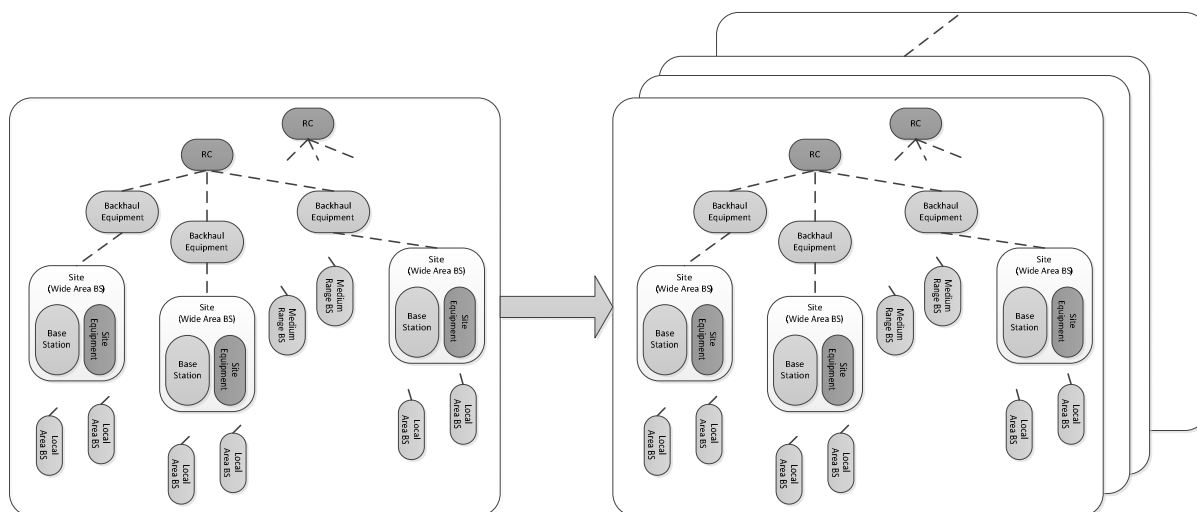 RC
RC
Backhaul
Equipment
Backhaul
Equipment
Backhaul
Equipment
Site
(Wide Area BS)
Base
Station
Site
Equipment
Site
(Wide Area BS)
Base
Station
Site
Equipment
Medium
Range BS
Medium
Range BS
Site
(Wide Area BS)
Base
Station
Site
Equipment
Local
Area BS
Local
Area BS
Local
Area BS
Local
Area BS
Local
Area BS
Local
Area BS
RC
RC
Backhaul
Equipment
Backhaul
Equipment
Backhaul
Equipment
Site
(Wide Area BS)
Base
Station
Site
Equipment
Site
(Wide Area BS)
Base
Station
Site
Equipment
Medium
Range BS
Medium
Range BS
Site
(Wide Area BS)
Base
Station
Site
Equipment
Local
Area BS
Local
Area BS
Local
Area BS
Local
Area BS
Local
Area BS
Local
Area BS